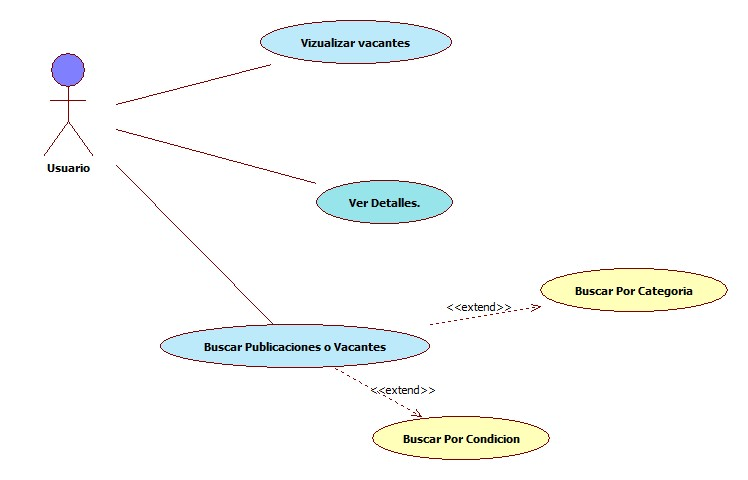 Vizualizar vacantes
Usuario
Ver Detalles.
Buscar Por Categoria
<<extend>>
Buscar Publicaciones o Vacantes
<<extend>>
Buscar Por Condicion